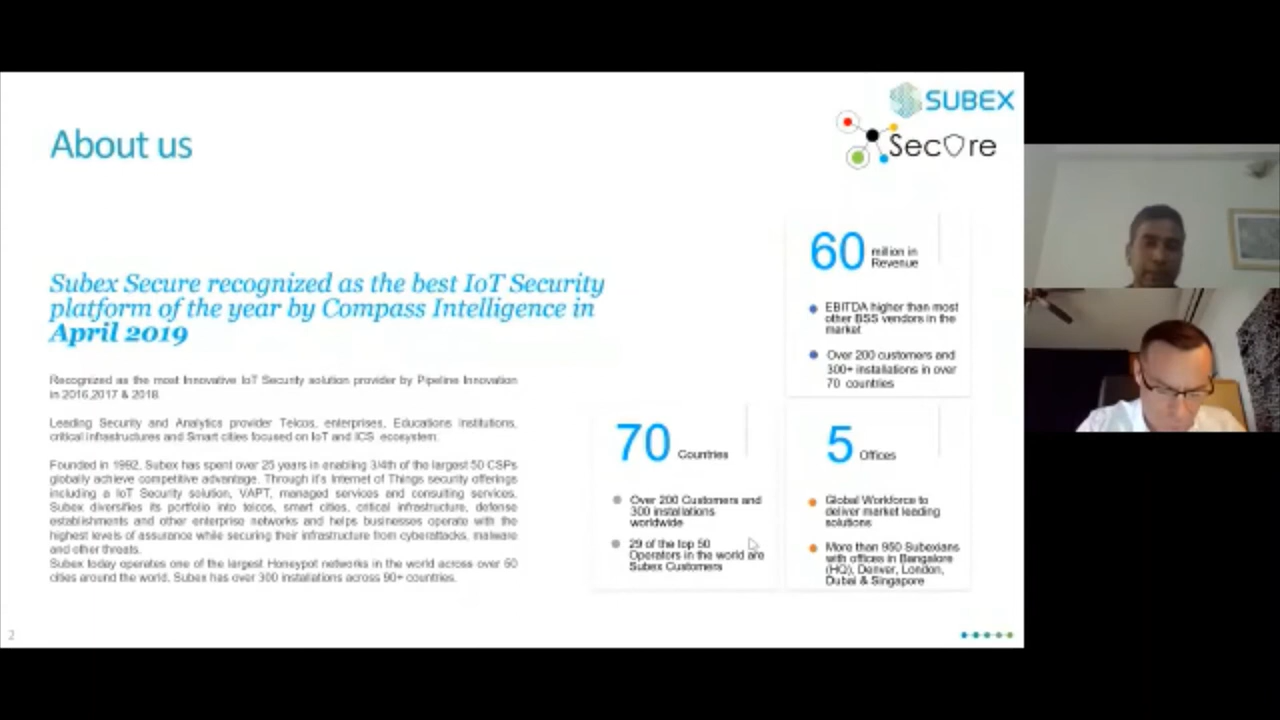 SUBEX
Secure
About us
Subex Secure recognized as the best IoT Security
platform of the year by Compass Intelligence in
April 2019
Recognized as the most Innovative IoT Security solution provider by Pipeline Innovation
in 2016,2017 & 2018.
Leading Security and Analytics provider Telcos, enterprises, Educations Institutions,
critical infrastructures and Smart cities focused on IoT and ICS ecosystem.
Founded in 1992, Subex has spent over 25 years in enabling 3/4th of the largest 50 CSPs
globally achieve competitive advantage. Through it's Internet of Things security offerings
including a IoT Security solution, VAPT, managed services and consulting services,
Subex diversifies its portfolio into telcos, smart cities, critical infrastructure, defense
establishments and other enterprise networks and helps businesses operate with the
highest levels of assurance while securing their infrastructure from cyberattacks, malware
and other threats.
Subex today operates one of the largest Honeypot networks in the world across over 60
cities around the world. Subex has over 300 installations across 90+ countries.
60 million in
Revenue
EBITDA higher than most
other BSS vendors in the
market
Over 200 customers and
300+ installations in over
70 countries
70 Countries
Over 200 Customers and
300 installations
worldwide
29 of the top 50
Operators in the world are
Subex Customers
5 Offices
Global Workforce to
deliver market leading
solutions
More than 950 Subexians
with offices in Bangalore
(HQ), Denver, London,
Dubai & Singapore
2